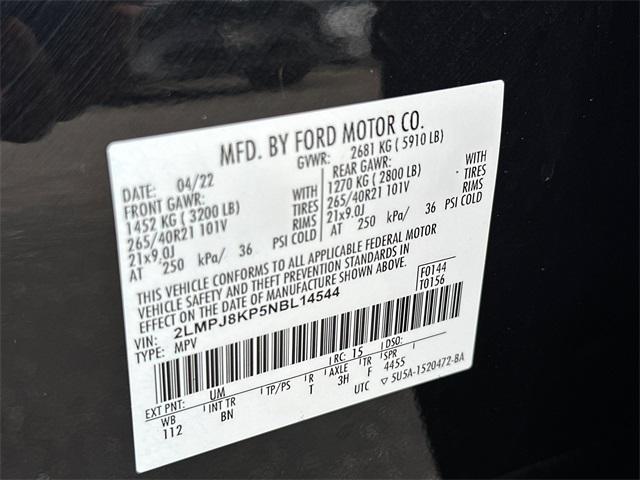 MFD. BY FORD MOTOR CO.
DATE: 04/22 GVWR: 2681 KG ( 5910 LB)
FRONT GAWR: REAR GAWR:
1452 KG ( 3200 LB) WITH 1270 KG ( 2800 LB) WITH
265/40R21 101V TIRES 265/40R21 101V TIRES
21x9.0J RIMS 21x9.0J RIMS
AT 250 kPa/ 36 PSI COLD AT 250 kPa/ 36 PSI COLD
THIS VEHICLE CONFORMS TO ALL APPLICABLE FEDERAL MOTOR
VEHICLE SAFETY AND THEFT PREVENTION STANDARDS IN
EFFECT ON THE DATE OF MANUFACTURE SHOWN ABOVE.
F0144
T0156
VIN: 2LMPJ8KP5NBL14544
TYPE: MPV
EXT PNT: UM RC: 15 DSO:
WB INT TR TP/PS R AXLE TR SPR
112 BN T 3H F 4455
UTC ▽ 5U5A-1520472-BA